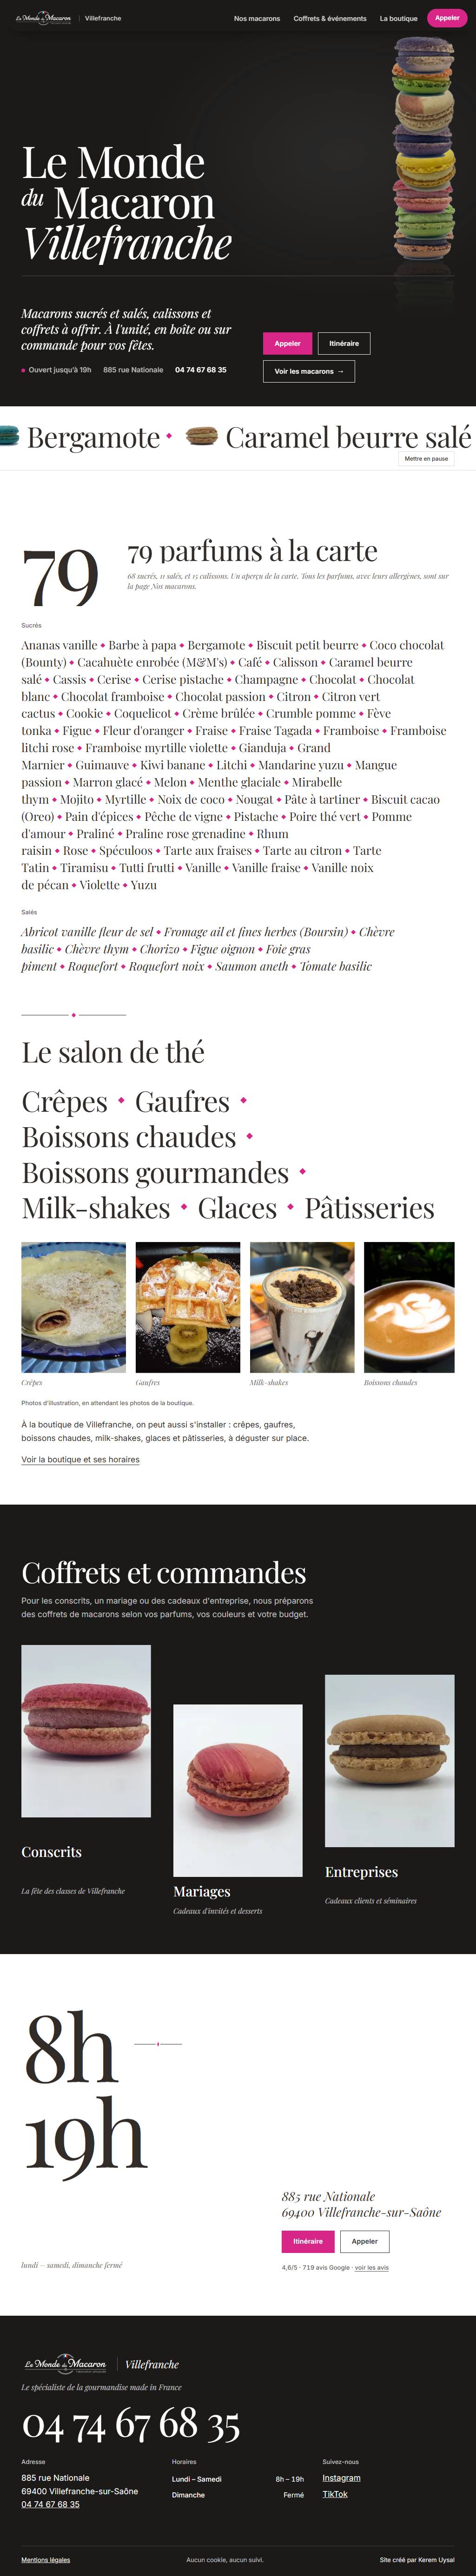 Le Monde du Macaron Villefranche Nos macarons Coffrets & événements La boutique Appeler
Le Monde
du Macaron
Villefranche
Macarons sucrés et salés, calissons et
coffrets à offrir. À l'unité, en boîte ou sur
commande pour vos fêtes.
Ouvert jusqu'à 19h 885 rue Nationale 04 74 67 68 35
Appeler Itinéraire
Voir les macarons →
Bergamote Caramel beurre salé
Mettre en pause
79
79 parfums à la carte
68 sucrés, 11 salés, et 15 calissons. Un aperçu de la carte. Tous les parfums, avec leurs allergènes, sont sur
la page Nos macarons.
Sucrés
Ananas vanille ◆ Barbe à papa ◆ Bergamote ◆ Biscuit petit beurre ◆ Coco chocolat
(Bounty) ◆ Cacahuète enrobée (M&M's) ◆ Café ◆ Calisson ◆ Caramel beurre
salé ◆ Cassis ◆ Cerise ◆ Cerise pistache ◆ Champagne ◆ Chocolat ◆ Chocolat
blanc ◆ Chocolat framboise ◆ Chocolat passion ◆ Citron ◆ Citron vert
cactus ◆ Cookie ◆ Coquelicot ◆ Crème brûlée ◆ Crumble pomme ◆ Fève
tonka ◆ Figue ◆ Fleur d'oranger ◆ Fraise ◆ Fraise Tagada ◆ Framboise ◆ Framboise
litchi rose ◆ Framboise myrtille violette ◆ Gianduja ◆ Grand
Marnier ◆ Guimauve ◆ Kiwi banane ◆ Litchi ◆ Mandarine yuzu ◆ Mangue
passion ◆ Marron glacé ◆ Melon ◆ Menthe glaciale ◆ Mirabelle
thym ◆ Mojito ◆ Myrtille ◆ Noix de coco ◆ Nougat ◆ Pâte à tartiner ◆ Biscuit cacao
(Oreo) ◆ Pain d'épices ◆ Pêche de vigne ◆ Pistache ◆ Poire thé vert ◆ Pomme
d'amour ◆ Praliné ◆ Praline rose grenadine ◆ Rhum
raisin ◆ Rose ◆ Spéculoos ◆ Tarte aux fraises ◆ Tarte au citron ◆ Tarte
Tatin ◆ Tiramisu ◆ Tutti frutti ◆ Vanille ◆ Vanille fraise ◆ Vanille noix
de pécan ◆ Violette ◆ Yuzu
Salés
Abricot vanille fleur de sel ◆ Fromage ail et fines herbes (Boursin) ◆ Chèvre
basilic ◆ Chèvre thym ◆ Chorizo ◆ Figue oignon ◆ Foie gras
piment ◆ Roquefort ◆ Roquefort noix ◆ Saumon aneth ◆ Tomate basilic
Le salon de thé
Crêpes ◆ Gaufres ◆
Boissons chaudes ◆
Boissons gourmandes ◆
Milk-shakes ◆ Glaces ◆ Pâtisseries
Crêpes Gaufres Milk-shakes Boissons chaudes
Photos d'illustration, en attendant les photos de la boutique.
À la boutique de Villefranche, on peut aussi s'installer : crêpes, gaufres,
boissons chaudes, milk-shakes, glaces et pâtisseries, à déguster sur place.
Voir la boutique et ses horaires
Coffrets et commandes
Pour les conscrits, un mariage ou des cadeaux d'entreprise, nous préparons
des coffrets de macarons selon vos parfums, vos couleurs et votre budget.
Conscrits
La fête des classes de Villefranche
Mariages
Cadeaux d'invités et desserts
Entreprises
Cadeaux clients et séminaires
8h
19h
lundi — samedi, dimanche fermé
885 rue Nationale
69400 Villefranche-sur-Saône
Itinéraire Appeler
4,6/5 · 719 avis Google · voir les avis
Le Monde du Macaron Villefranche
Le spécialiste de la gourmandise made in France
04 74 67 68 35
Adresse
885 rue Nationale
69400 Villefranche-sur-Saône
04 74 67 68 35
Horaires
Lundi – Samedi 8h – 19h
Dimanche Fermé
Suivez-nous
Instagram
TikTok
Mentions légales Aucun cookie, aucun suivi. Site créé par Kerem Uysal